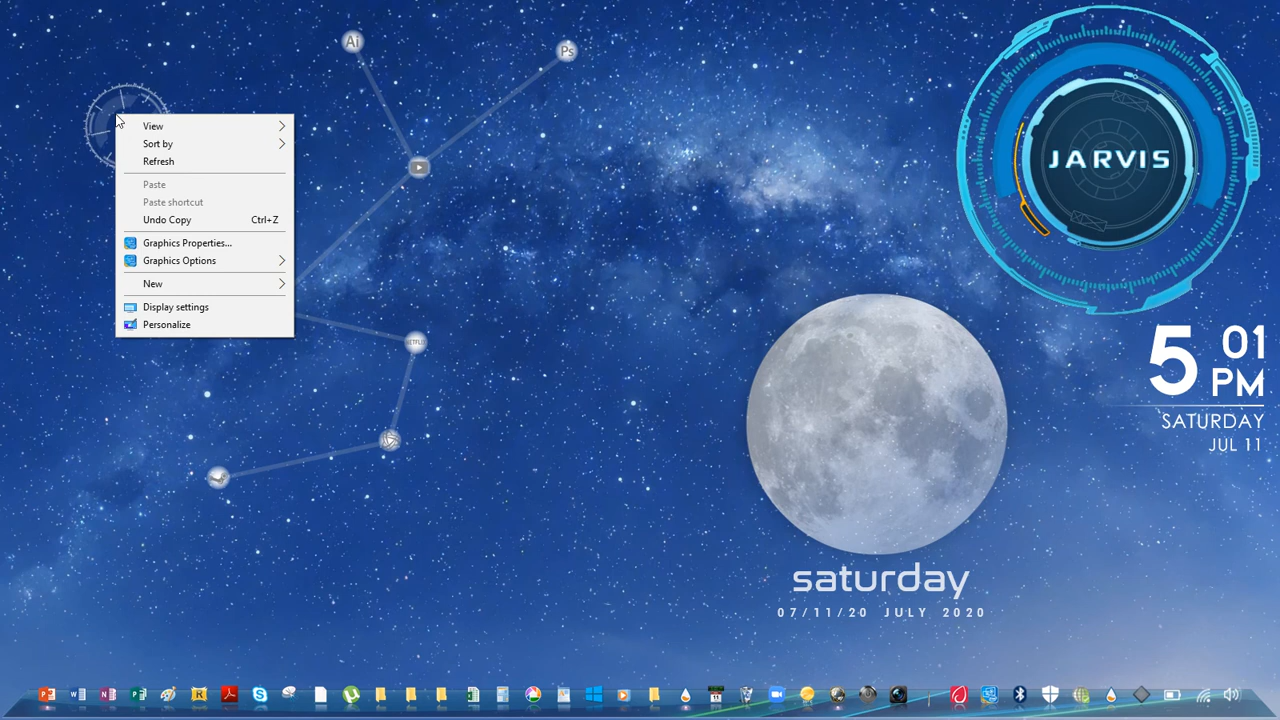 Ai
Ps
JARVIS
View
Sort by
Refresh
Paste
Paste shortcut
Undo Copy Ctrl+Z
Graphics Properties...
Graphics Options
New
Display settings
Personalize
NETFLIX
5 01
PM
SATURDAY
JUL 11
saturday
07/11/20 JULY 2020